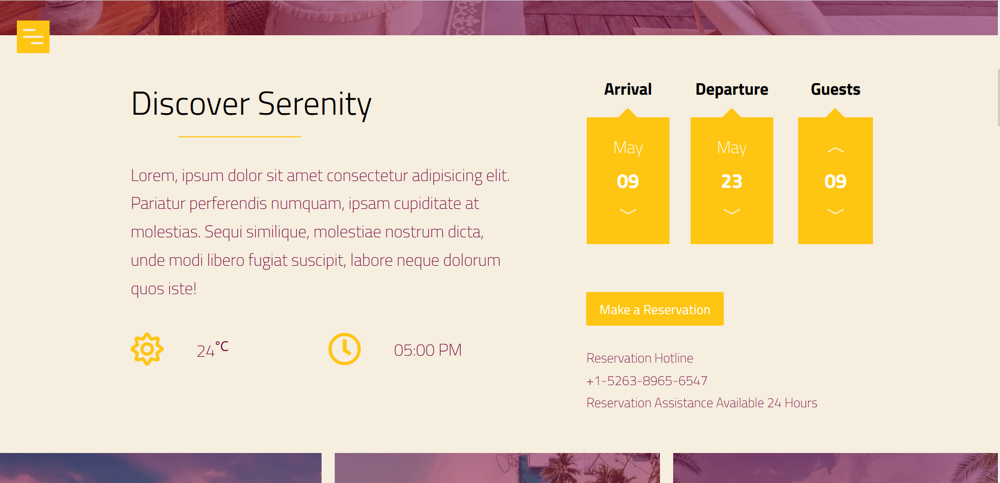 Discover Serenity
Lorem, ipsum dolor sit amet consectetur adipisicing elit.
Pariatur perferendis numquam, ipsam cupiditate at
molestias. Sequi similique, molestiae nostrum dicta,
unde modi libero fugiat suscipit, labore neque dolorum
quos iste!
24°C
05:00 PM
Arrival
May
09
Departure
May
23
Guests
09
Make a Reservation
Reservation Hotline
+1-5263-8965-6547
Reservation Assistance Available 24 Hours